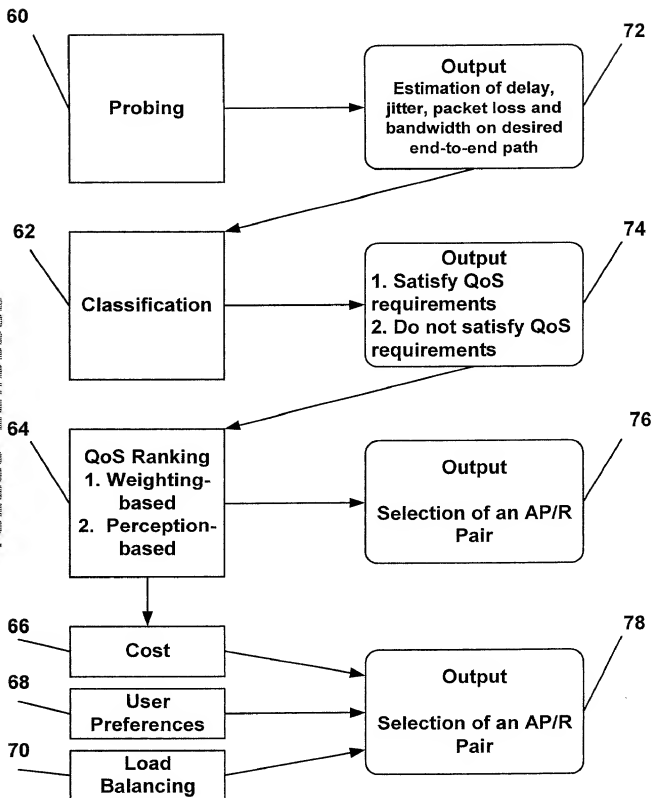 60
Probing
72
Output
Estimation of delay,
jitter, packet loss and
bandwidth on desired
end-to-end path
62
Classification
74
Output
1. Satisfy QoS
requirements
2. Do not satisfy QoS
requirements
64
QoS Ranking
1. Weighting-
based
2. Perception-
based
76
Output
Selection of an AP/R
Pair
66
Cost
68
User
Preferences
70
Load
Balancing
78
Output
Selection of an AP/R
Pair